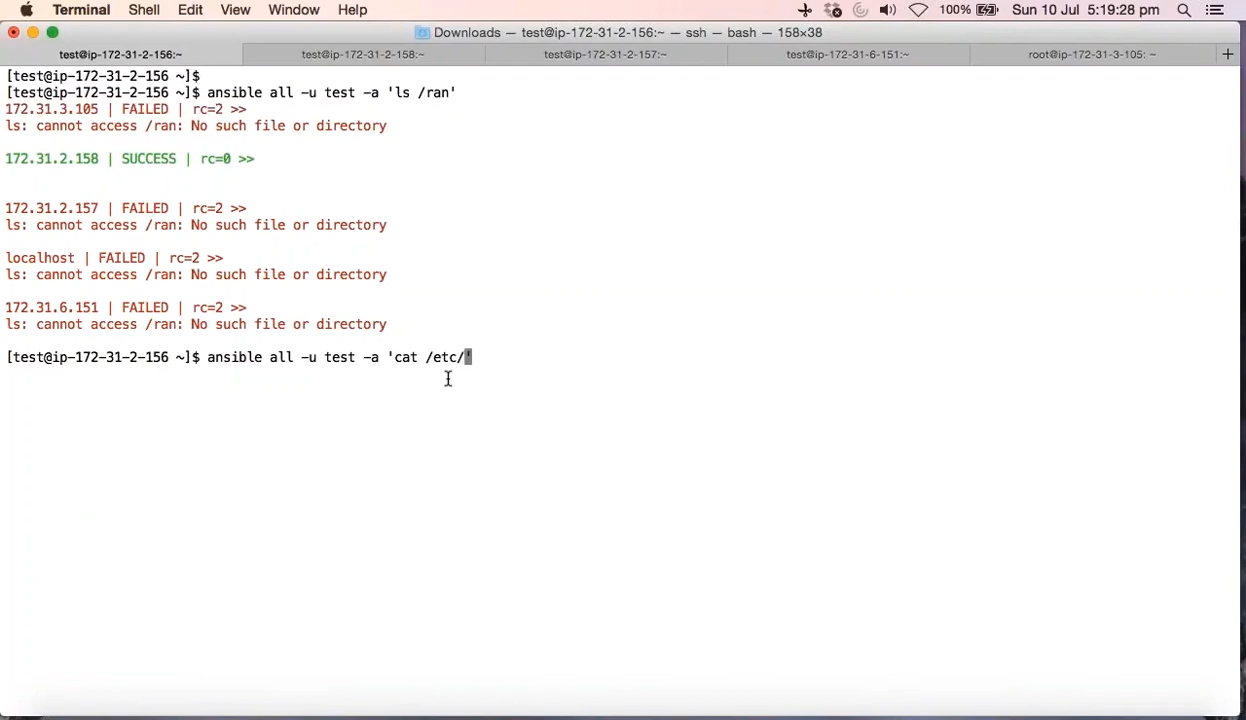 Terminal Shell Edit View Window Help 100% Sun 10 Jul 5:19:28 pm
Downloads — test@ip-172-31-2-156:~ — ssh — bash — 158×38
test@ip-172-31-2-156:~ test@ip-172-31-2-158:~ test@ip-172-31-2-157:~ test@ip-172-31-6-151:~ root@ip-172-31-3-105: ~ +
[test@ip-172-31-2-156 ~]$
[test@ip-172-31-2-156 ~]$ ansible all -u test -a 'ls /ran'
172.31.3.105 | FAILED | rc=2 >>
ls: cannot access /ran: No such file or directory
172.31.2.158 | SUCCESS | rc=0 >>
172.31.2.157 | FAILED | rc=2 >>
ls: cannot access /ran: No such file or directory
localhost | FAILED | rc=2 >>
ls: cannot access /ran: No such file or directory
172.31.6.151 | FAILED | rc=2 >>
ls: cannot access /ran: No such file or directory
[test@ip-172-31-2-156 ~]$ ansible all -u test -a 'cat /etc/'